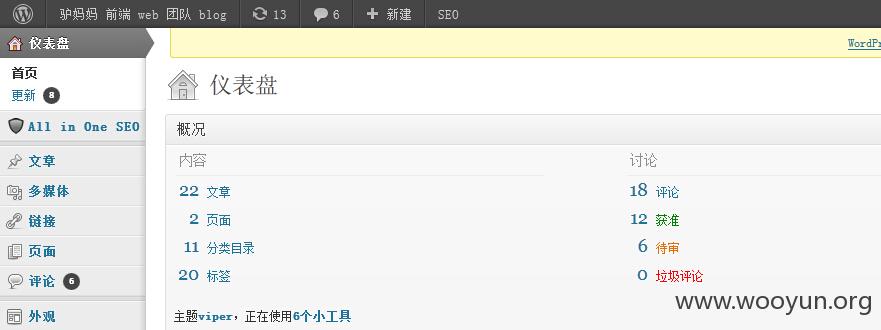 驴妈妈 前端 web 团队 blog 13 6 新建 SEO
仪表盘
首页
更新 8
All in One SEO
文章
多媒体
链接
页面
评论 6
外观
WordPr
仪表盘
概况
内容
22 文章
2 页面
11 分类目录
20 标签
讨论
18 评论
12 获准
6 待审
0 垃圾评论
主题viper，正在使用6个小工具
www.wooyun.org